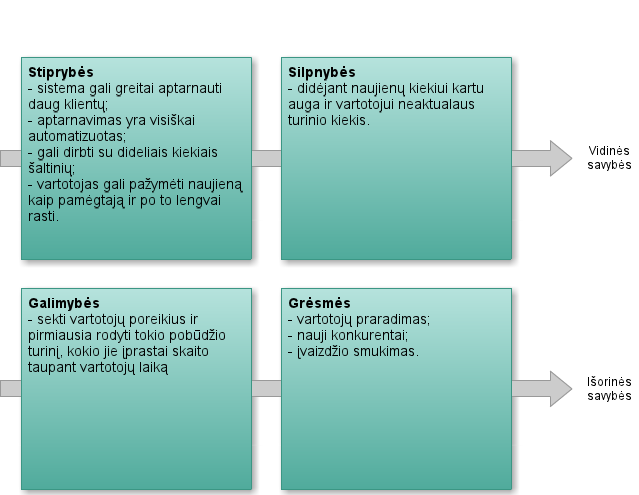 Stiprybės
- sistema gali greitai aptarnauti
daug klientų;
- aptarnavimas yra visiškai
automatizuotas;
- gali dirbti su dideliais kiekiais
šaltinių;
- vartotojas gali pažymėti naujieną
kaip pamėgtają ir po to lengvai
rasti.
Silpnybės
- didėjant naujienų kiekiui kartu
auga ir vartotojui neaktualaus
turinio kiekis.
Vidinės
savybės
Galimybės
- sekti vartotojų poreikius ir
pirmiausia rodyti tokio pobūdžio
turinį, kokio jie įprastai skaito
taupant vartotojų laiką
Grėsmės
- vartotojų praradimas;
- nauji konkurentai;
- įvaizdžio smukimas.
Išorinės
savybės